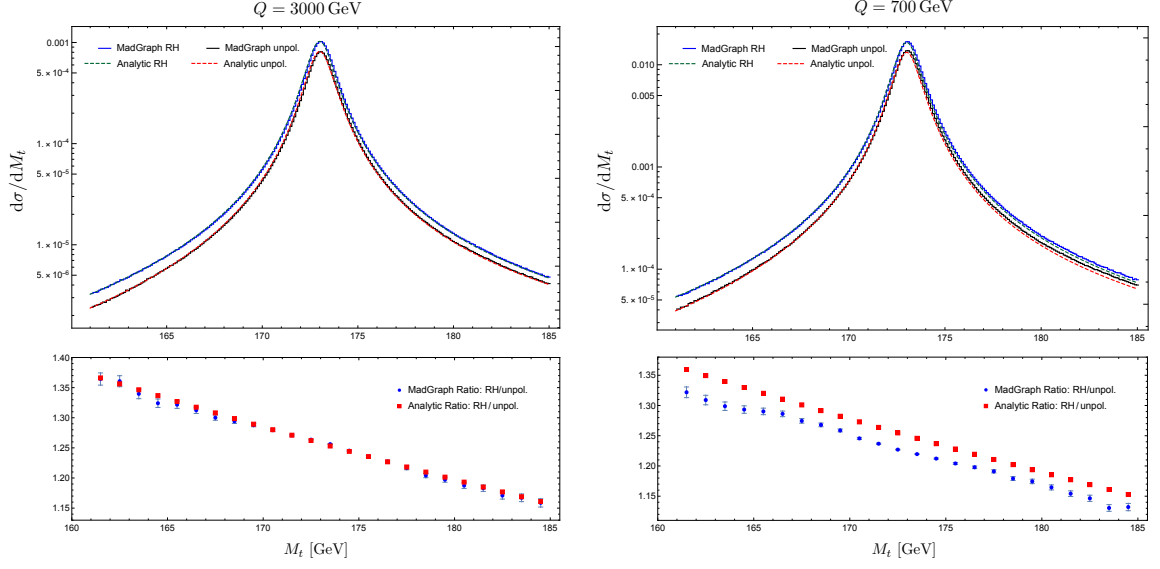 Q = 3000 GeV
MadGraph RH
MadGraph unpol.
Analytic RH
Analytic unpol.
0.001
5. × 10⁻⁴
1. × 10⁻⁴
5. × 10⁻⁵
1. × 10⁻⁵
5. × 10⁻⁶
dσ/dM_t
165 170 175 180 185
1.40
1.35
1.30
1.25
1.20
1.15
MadGraph Ratio: RH/unpol.
Analytic Ratio: RH/unpol.
160 165 170 175 180 185
M_t [GeV]
Q = 700 GeV
MadGraph RH
MadGraph unpol.
Analytic RH
Analytic unpol.
0.010
0.005
0.001
5. × 10⁻⁴
1. × 10⁻⁴
5. × 10⁻⁵
dσ/dM_t
165 170 175 180 185
1.35
1.30
1.25
1.20
1.15
MadGraph Ratio: RH/unpol.
Analytic Ratio: RH/unpol.
160 165 170 175 180 185
M_t [GeV]